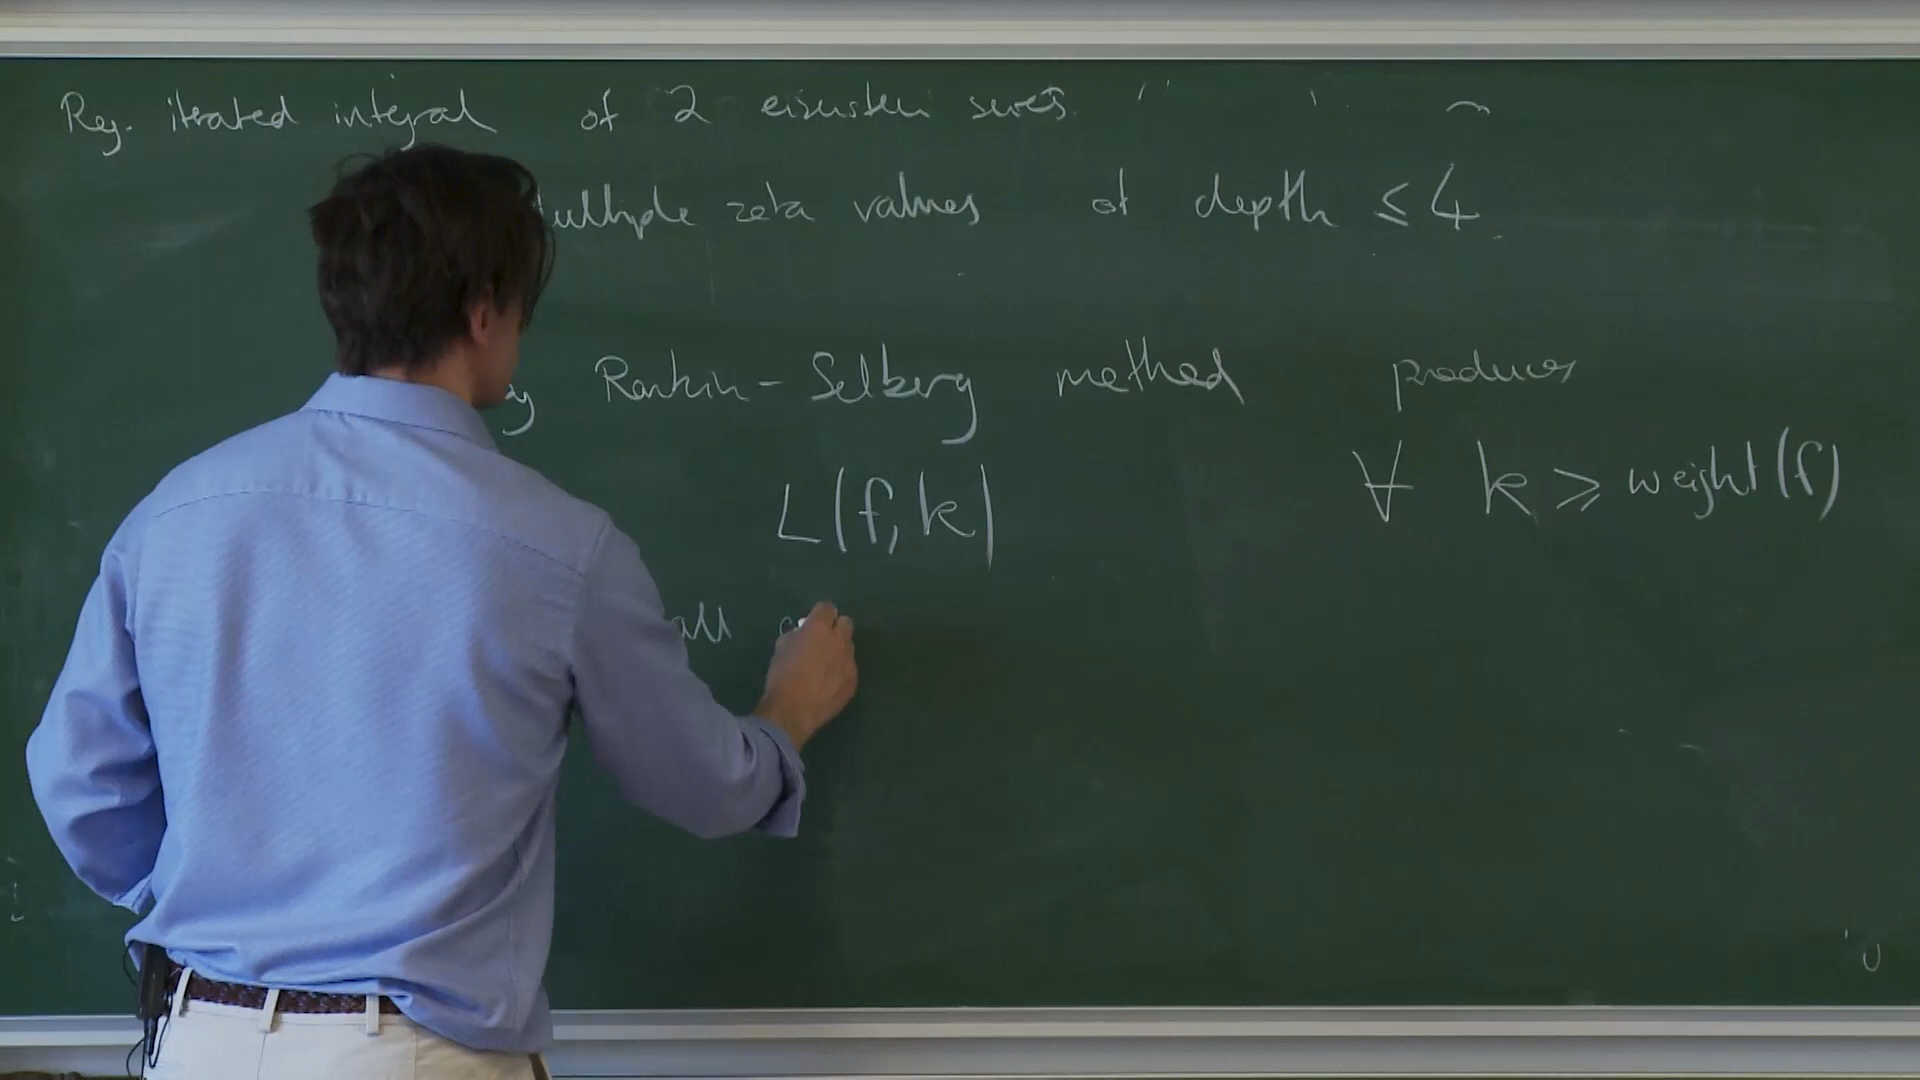 Reg. iterated integral of 2 eisenstein series.
ultiple zeta values of depth ≤ 4.
y Rankin-Selberg method produces
L(f, k) ∀ k ≥ weight(f)
all